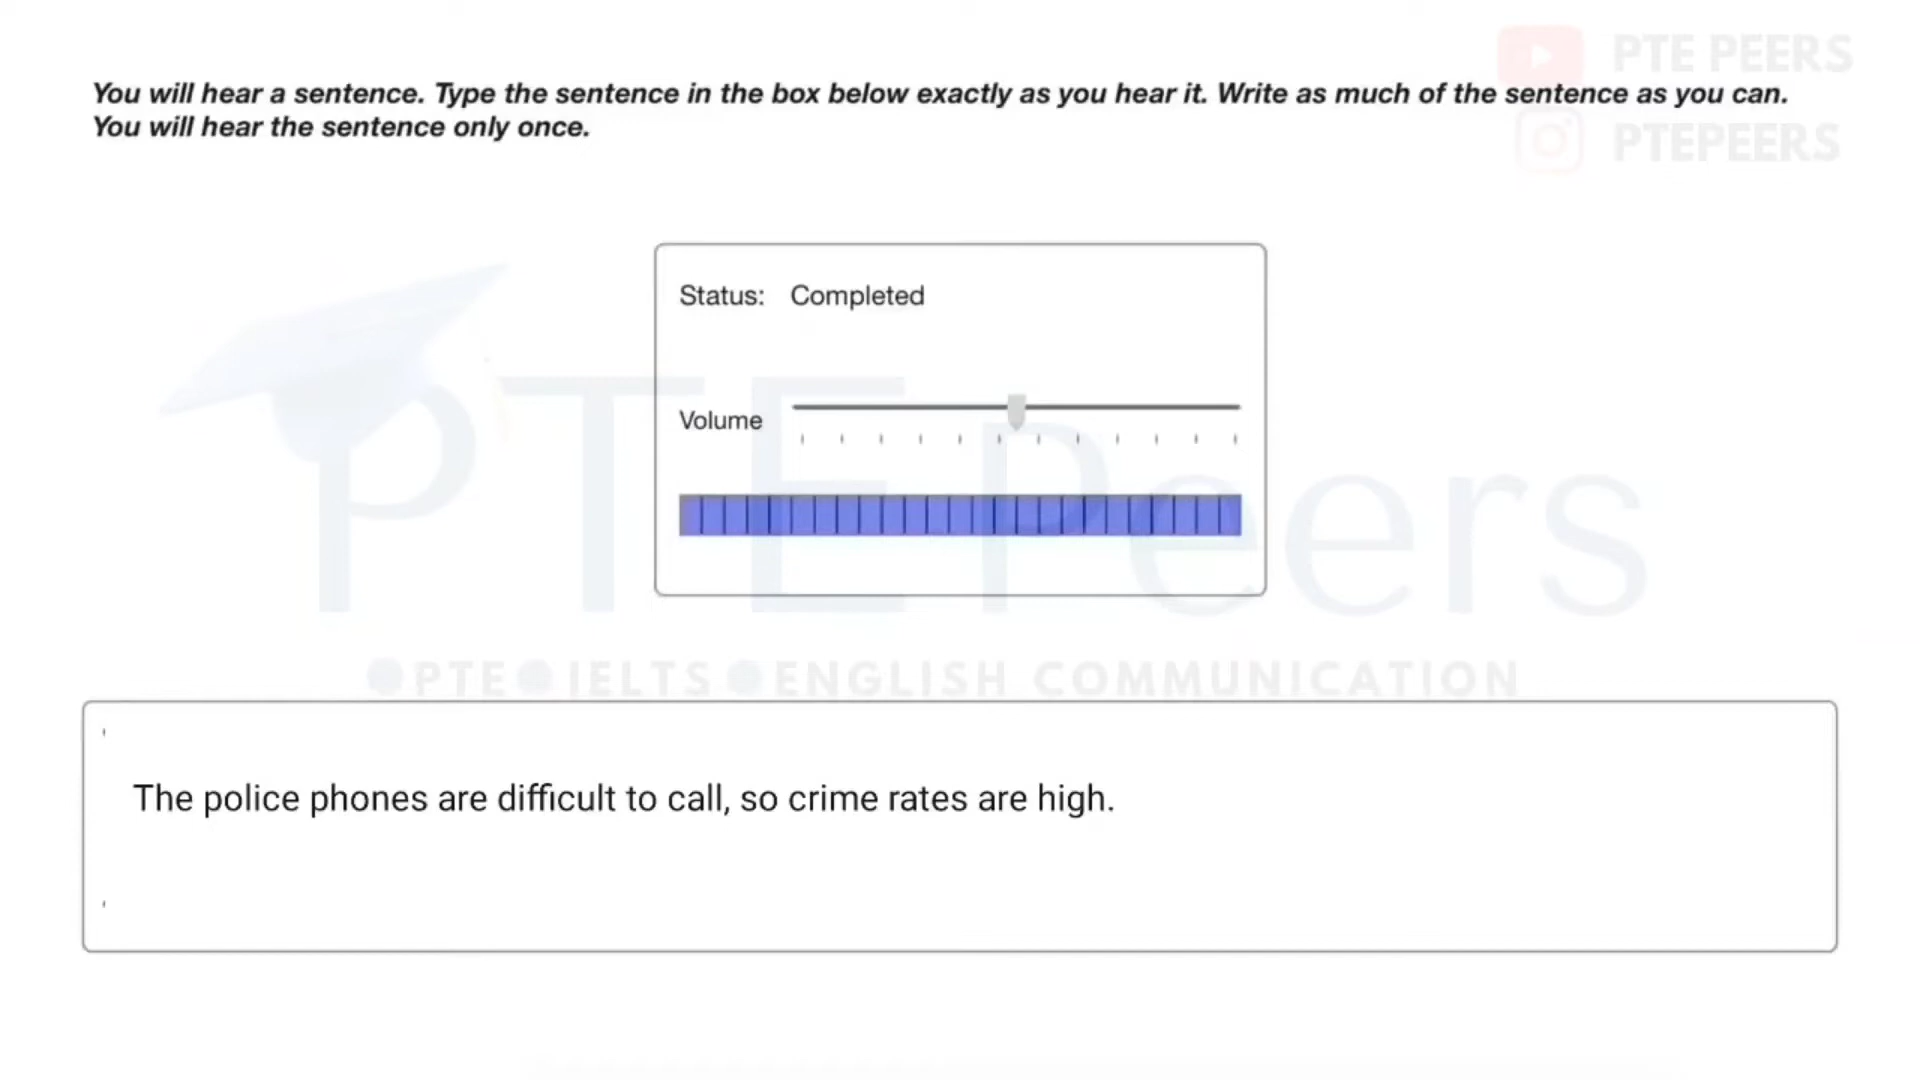 PTE PEERS
You will hear a sentence. Type the sentence in the box below exactly as you hear it. Write as much of the sentence as you can.
You will hear the sentence only once.
PTEPEERS
Status: Completed
Volume
PTE Peers
PTE IELTS ENGLISH COMMUNICATION
The police phones are difficult to call, so crime rates are high.